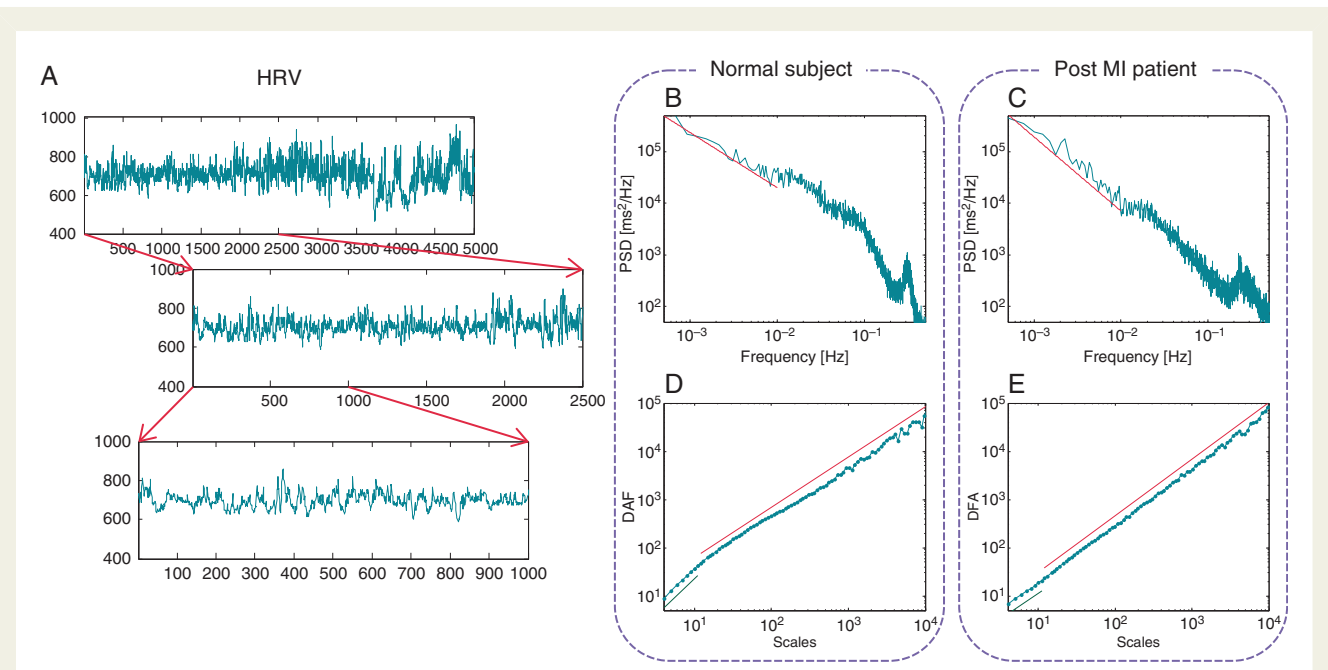 A
HRV
1000
800
600
400
500 1000 1500 2000 2500 3000 3500 4000 4500 5000
1000
800
600
400
500 1000 1500 2000 2500
1000
800
600
400
100 200 300 400 500 600 700 800 900 1000
Normal subject
B
PSD [ms²/Hz]
10⁵
10⁴
10³
10²
10⁻³ 10⁻² 10⁻¹
Frequency [Hz]
Post MI patient
C
PSD [ms²/Hz]
10⁵
10⁴
10³
10²
10⁻³ 10⁻² 10⁻¹
Frequency [Hz]
D
DAF
10⁵
10⁴
10³
10²
10¹
10¹ 10² 10³ 10⁴
Scales
E
DFA
10⁵
10⁴
10³
10²
10¹
10¹ 10² 10³ 10⁴
Scales